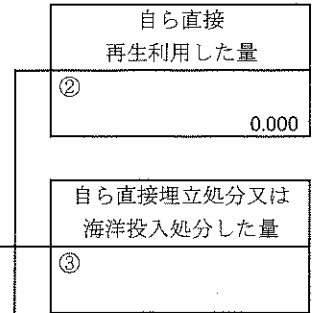 自ら直接
再生利用した量
②
0.000
自ら直接埋立処分又は
海洋投入処分した量
③